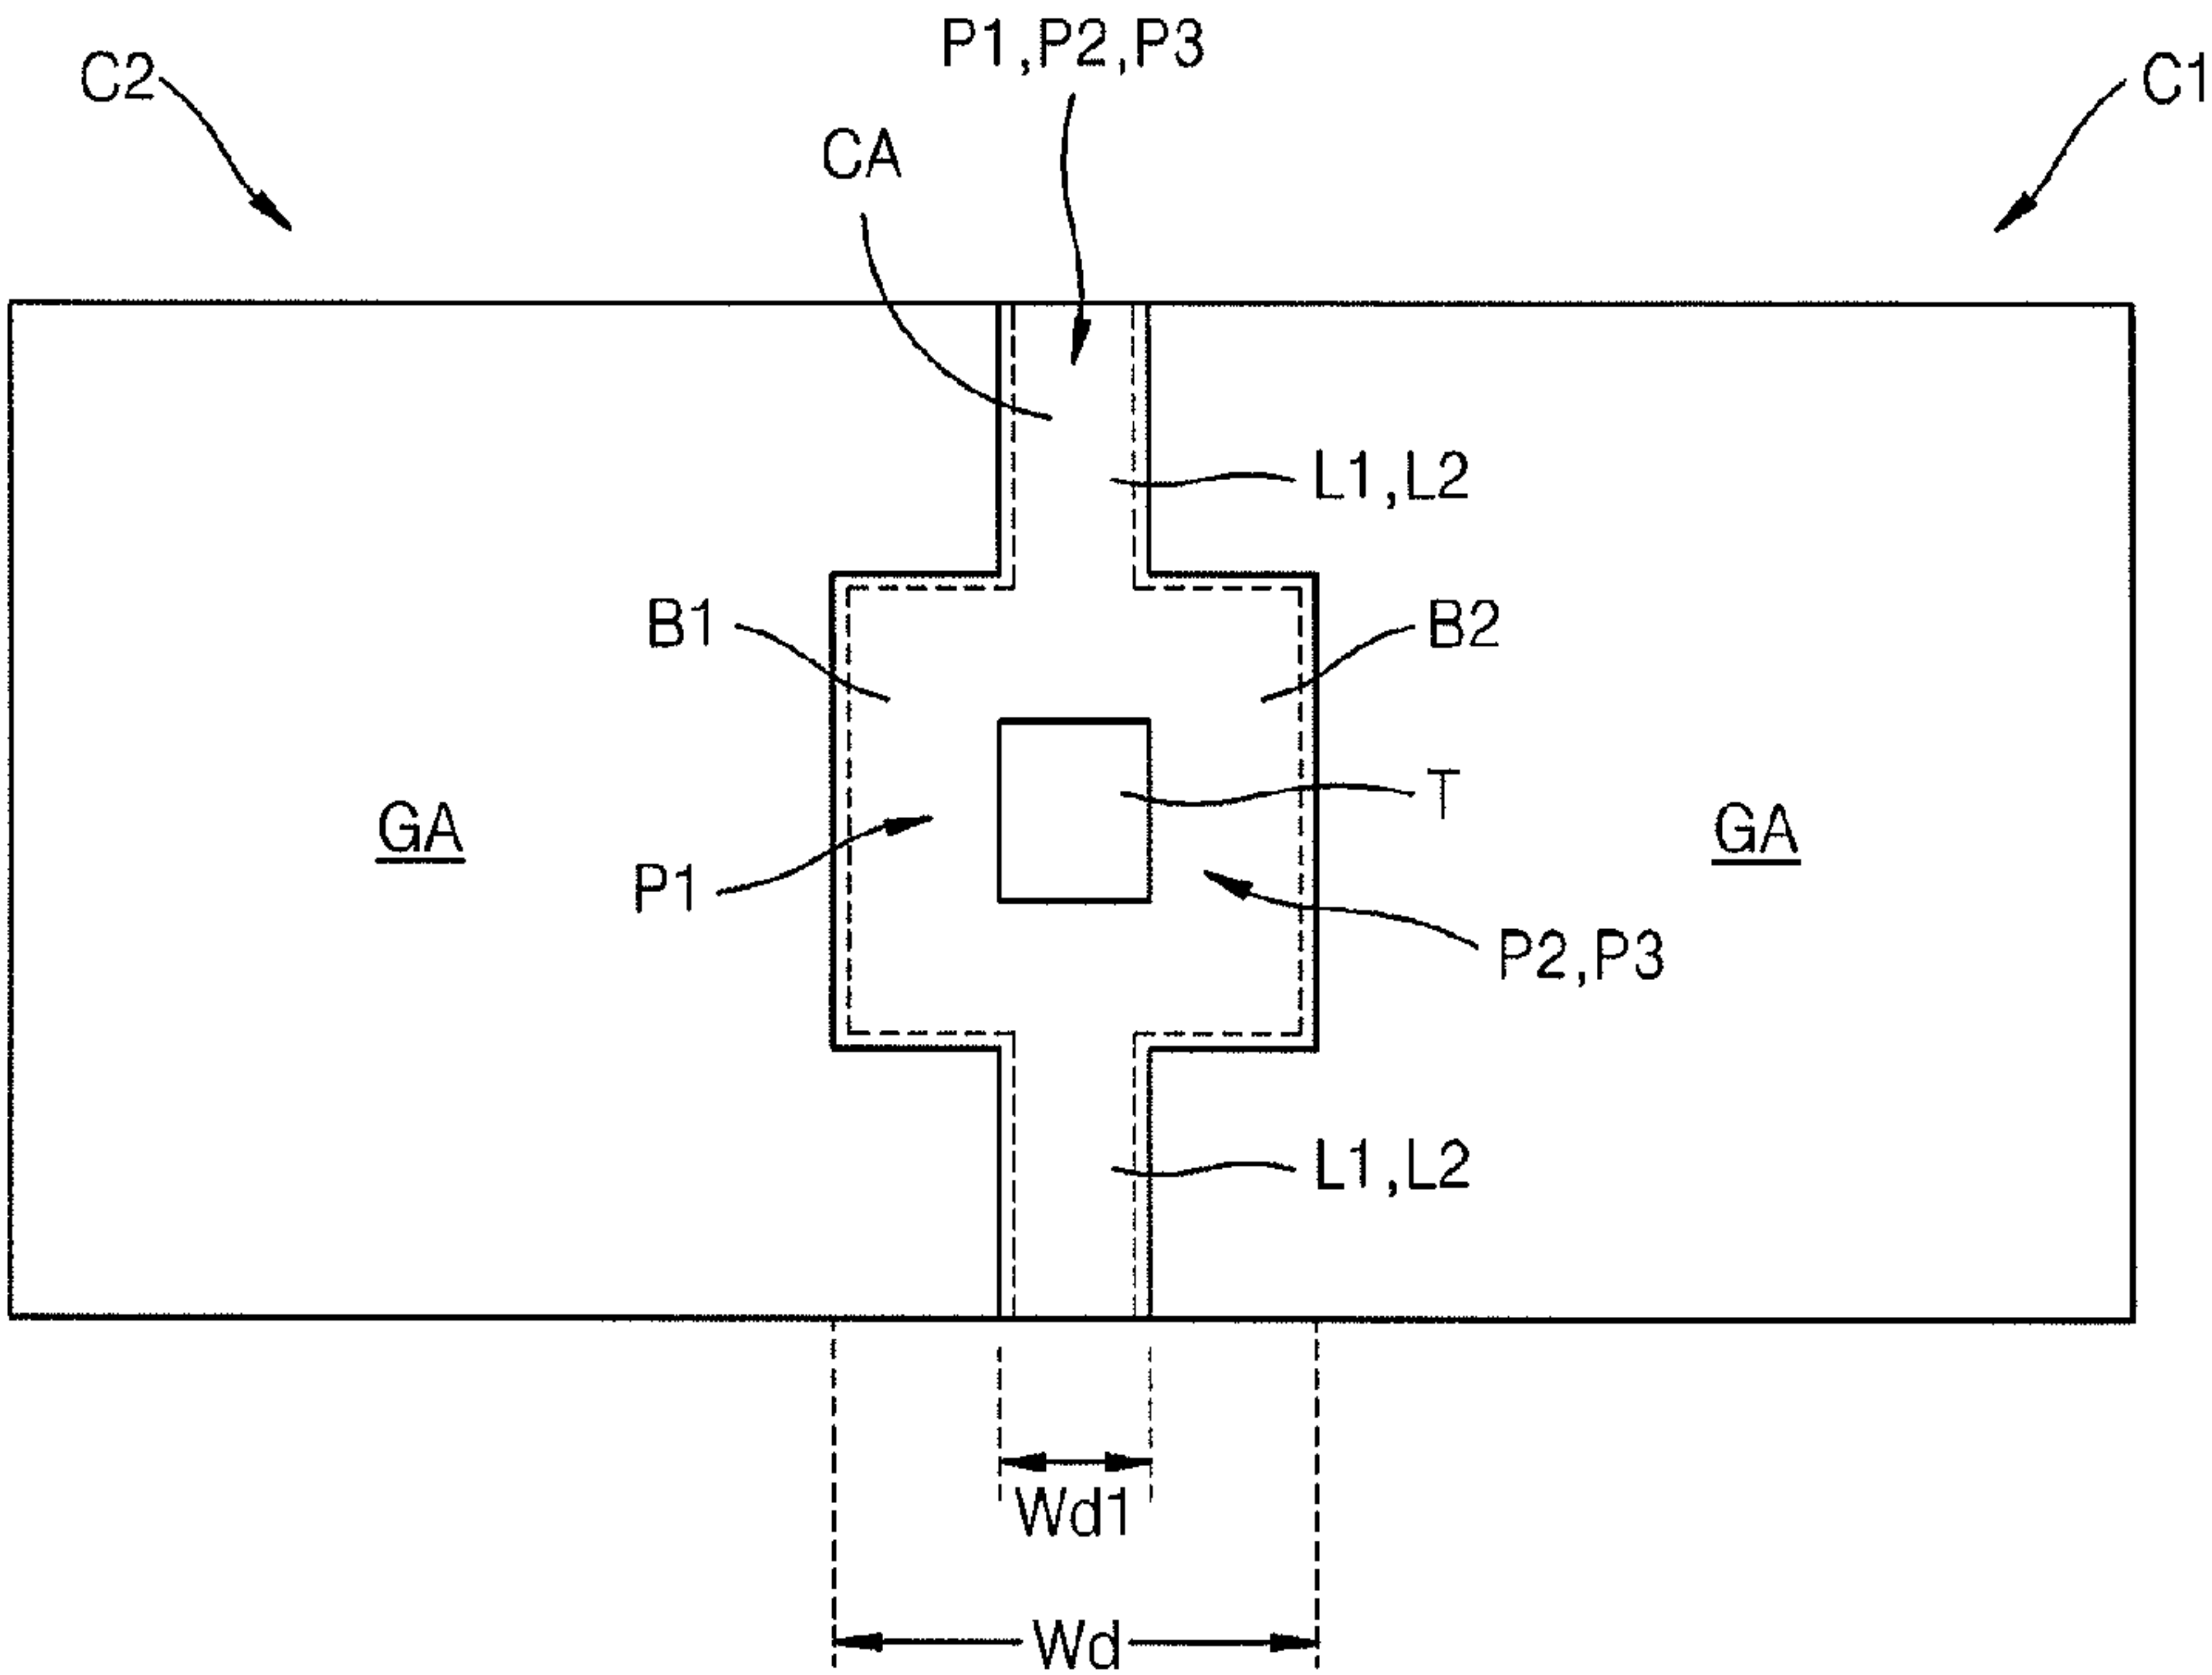 P1,P2,P3
C2
C1
CA
L1,L2
B1
B2
T
GA
GA
P1
P2,P3
L1,L2
Wd1
Wd